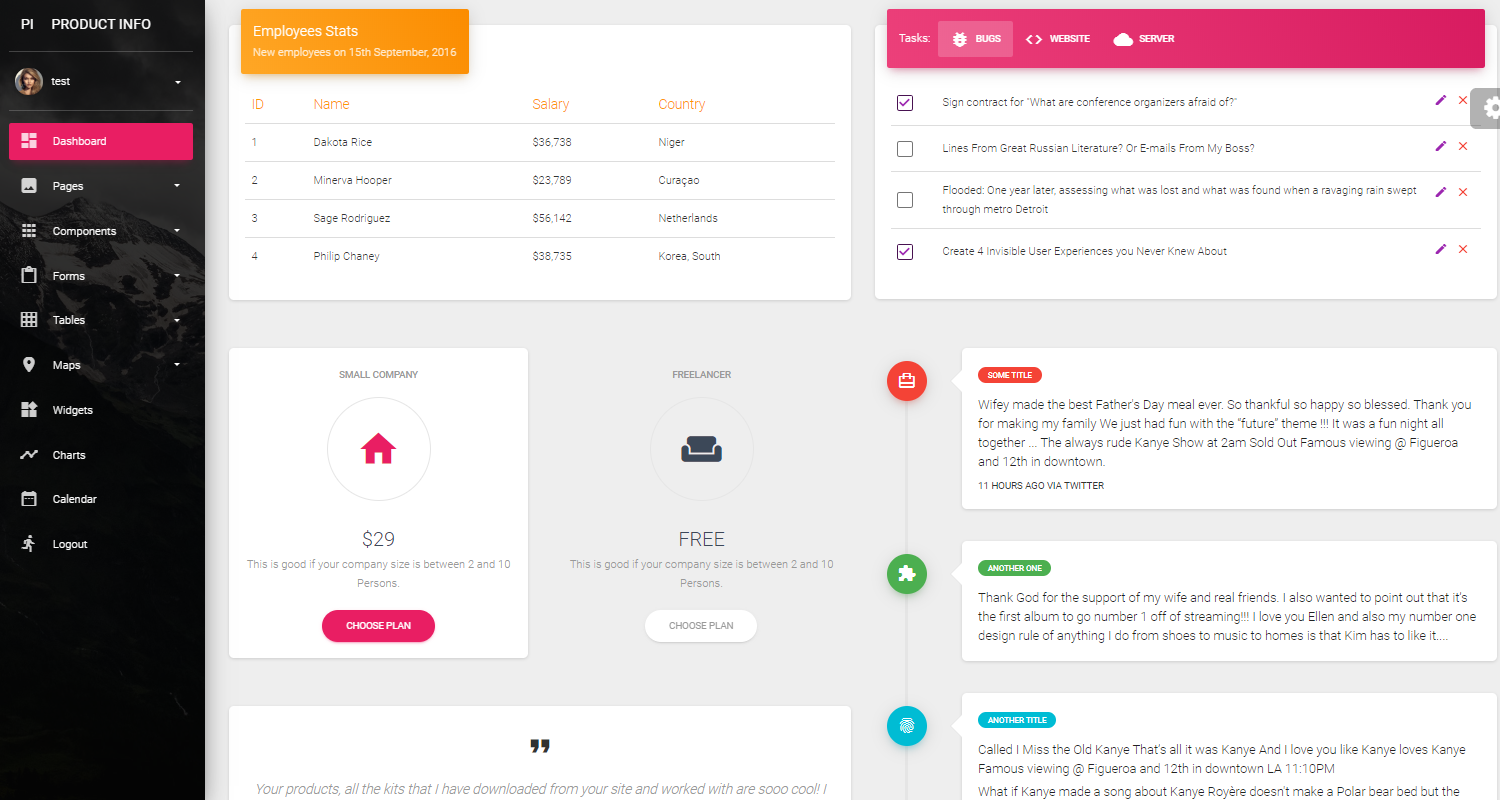 PI PRODUCT INFO
test
Dashboard
Pages
Components
Forms
Tables
Maps
Widgets
Charts
Calendar
Logout
Employees Stats
New employees on 15th September, 2016
ID Name Salary Country
1 Dakota Rice $36,738 Niger
2 Minerva Hooper $23,789 Curaçao
3 Sage Rodriguez $56,142 Netherlands
4 Philip Chaney $38,735 Korea, South
Tasks: BUGS WEBSITE SERVER
Sign contract for "What are conference organizers afraid of?"
Lines From Great Russian Literature? Or E-mails From My Boss?
Flooded: One year later, assessing what was lost and what was found when a ravaging rain swept
through metro Detroit
Create 4 Invisible User Experiences you Never Knew About
SMALL COMPANY
$29
This is good if your company size is between 2 and 10
Persons.
CHOOSE PLAN
FREELANCER
FREE
This is good if your company size is between 2 and 10
Persons.
CHOOSE PLAN
Your products, all the kits that I have downloaded from your site and worked with are sooo cool! I
SOME TITLE
Wifey made the best Father's Day meal ever. So thankful so happy so blessed. Thank you
for making my family We just had fun with the “future” theme !!! It was a fun night all
together ... The always rude Kanye Show at 2am Sold Out Famous viewing @ Figueroa
and 12th in downtown.
11 HOURS AGO VIA TWITTER
ANOTHER ONE
Thank God for the support of my wife and real friends. I also wanted to point out that it's
the first album to go number 1 off of streaming!!! I love you Ellen and also my number one
design rule of anything I do from shoes to music to homes is that Kim has to like it....
ANOTHER TITLE
Called I Miss the Old Kanye That's all it was Kanye And I love you like Kanye loves Kanye
Famous viewing @ Figueroa and 12th in downtown LA 11:10PM
What if Kanye made a song about Kanye Royère doesn't make a Polar bear bed but the